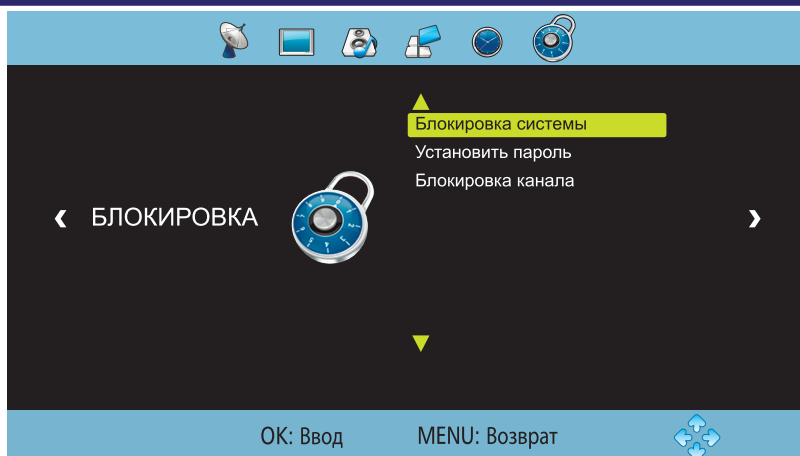 Блокировка системы
Установить пароль
Блокировка канала
БЛОКИРОВКА
OK: Ввод MENU: Возврат